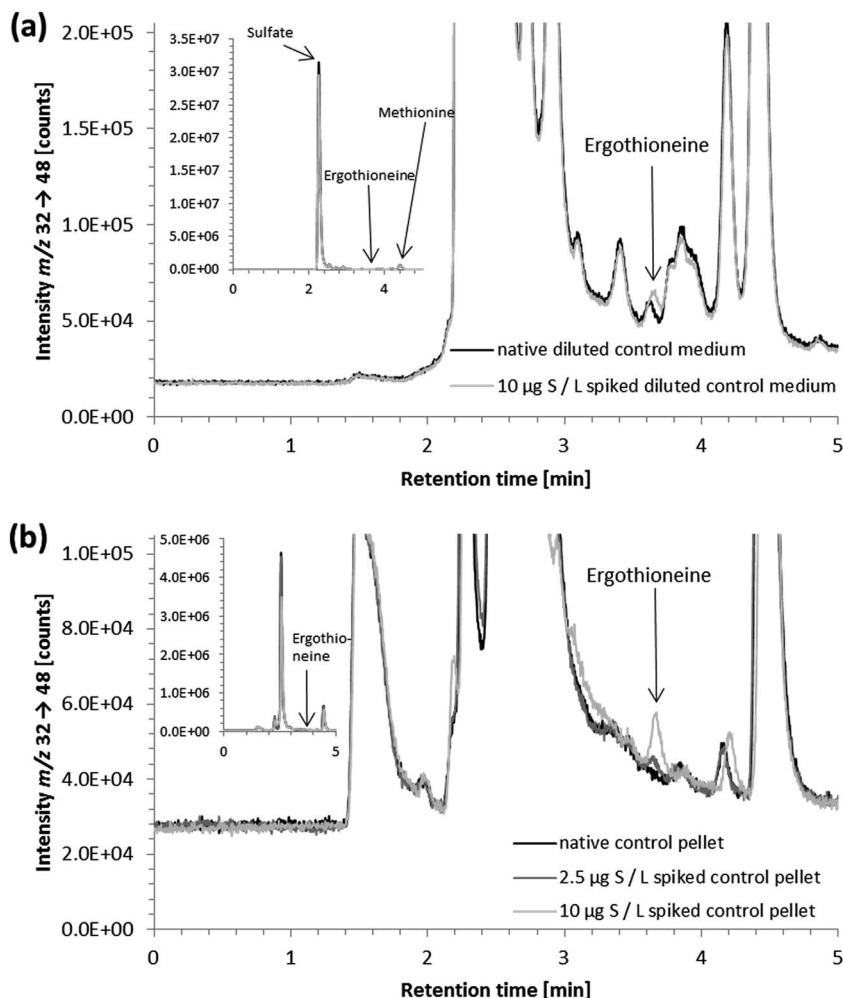 (a)
Intensity m/z 32 → 48 [counts]
2.0E+05
1.5E+05
1.0E+05
5.0E+04
0.0E+00
3.5E+07
3.0E+07
2.5E+07
2.0E+07
1.5E+07
1.0E+07
5.0E+06
0.0E+00
0 2 4
Sulfate
Methionine
Ergothioneine
Ergothioneine
native diluted control medium
10 µg S / L spiked diluted control medium
0 1 2 3 4 5
Retention time [min]
(b)
Intensity m/z 32 → 48 [counts]
1.0E+05
8.0E+04
6.0E+04
4.0E+04
2.0E+04
0.0E+00
5.0E+06
4.0E+06
3.0E+06
2.0E+06
1.0E+06
0.0E+00
0 5
Ergothio-
neine
Ergothioneine
native control pellet
2.5 µg S / L spiked control pellet
10 µg S / L spiked control pellet
0 1 2 3 4 5
Retention time [min]